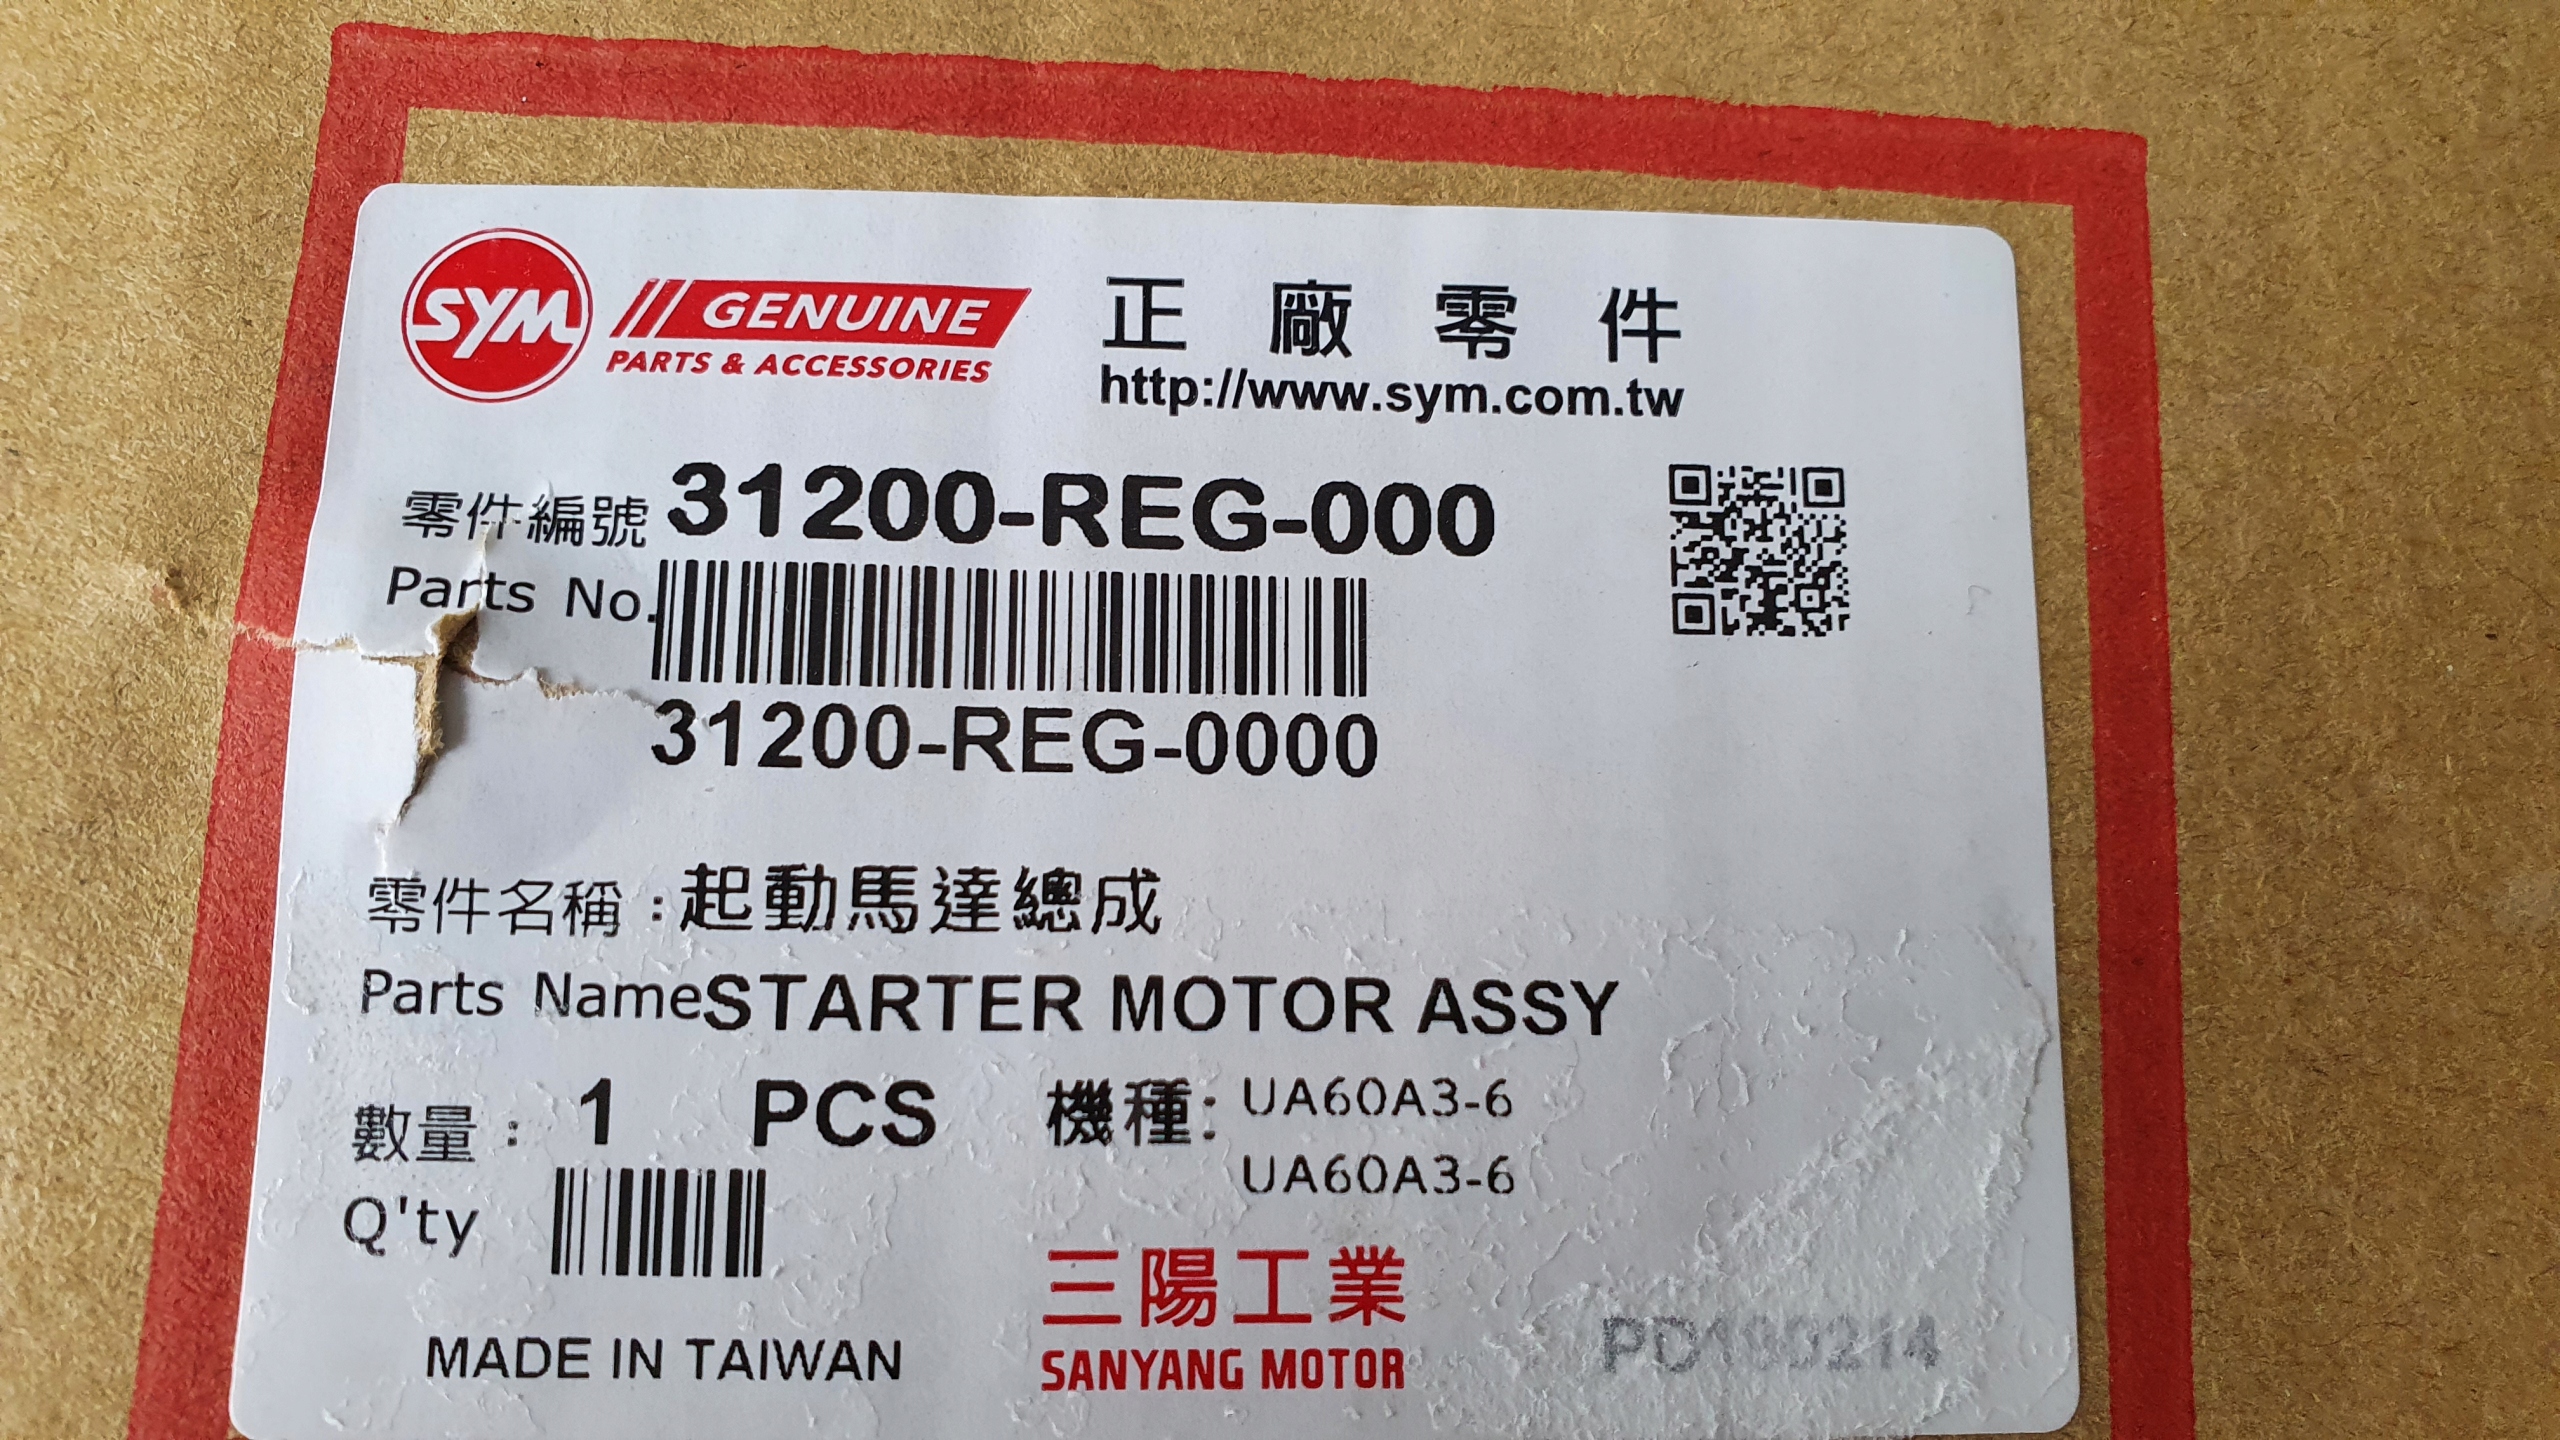 SYM GENUINE
PARTS & ACCESSORIES
正廠零件
http://www.sym.com.tw
零件編號 31200-REG-000
Parts No.
31200-REG-0000
零件名稱:起動馬達總成
Parts Name STARTER MOTOR ASSY
數量: 1 PCS 機種: UA60A3-6
UA60A3-6
Q'ty
三陽工業
MADE IN TAIWAN SANYANG MOTOR